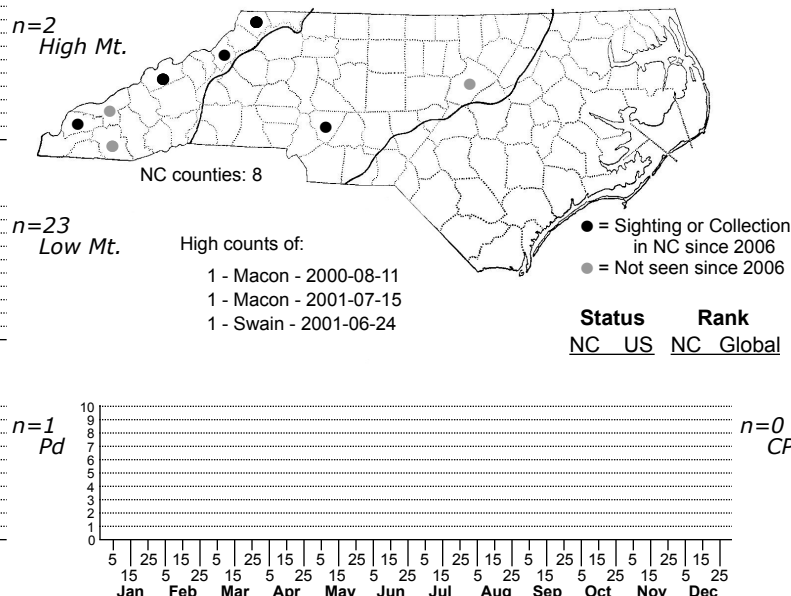 n=2
High Mt.
NC counties: 8
n=23
Low Mt.
High counts of:
1 - Macon - 2000-08-11
1 - Macon - 2001-07-15
1 - Swain - 2001-06-24
● = Sighting or Collection
in NC since 2006
● = Not seen since 2006
Status Rank
NC US NC Global
n=1
Pd
n=0
CP
10
9
8
7
6
5
4
3
2
1
0
5 25 15 5 25 15 5 25 15 5 25 15 5 25 15 5 25 15
15 5 25 15 5 25 15 5 25 15 5 25 15 5 25 15 5 25
Jan Feb Mar Apr May Jun Jul Aug Sep Oct Nov Dec